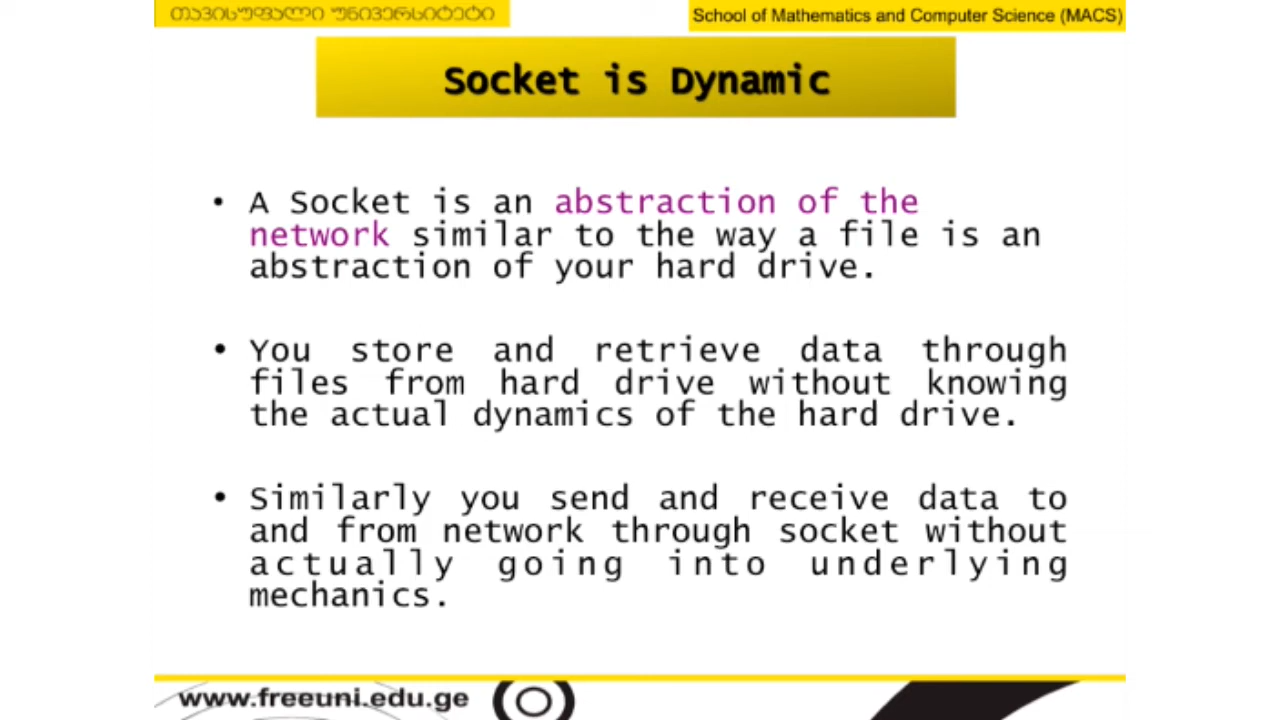 თავისუფალი უნივერსიტეტი
School of Mathematics and Computer Science (MACS)
Socket is Dynamic
• A Socket is an abstraction of the
network similar to the way a file is an
abstraction of your hard drive.
• You store and retrieve data through
files from hard drive without knowing
the actual dynamics of the hard drive.
• Similarly you send and receive data to
and from network through socket without
actually going into underlying
mechanics.
www.freeuni.edu.ge